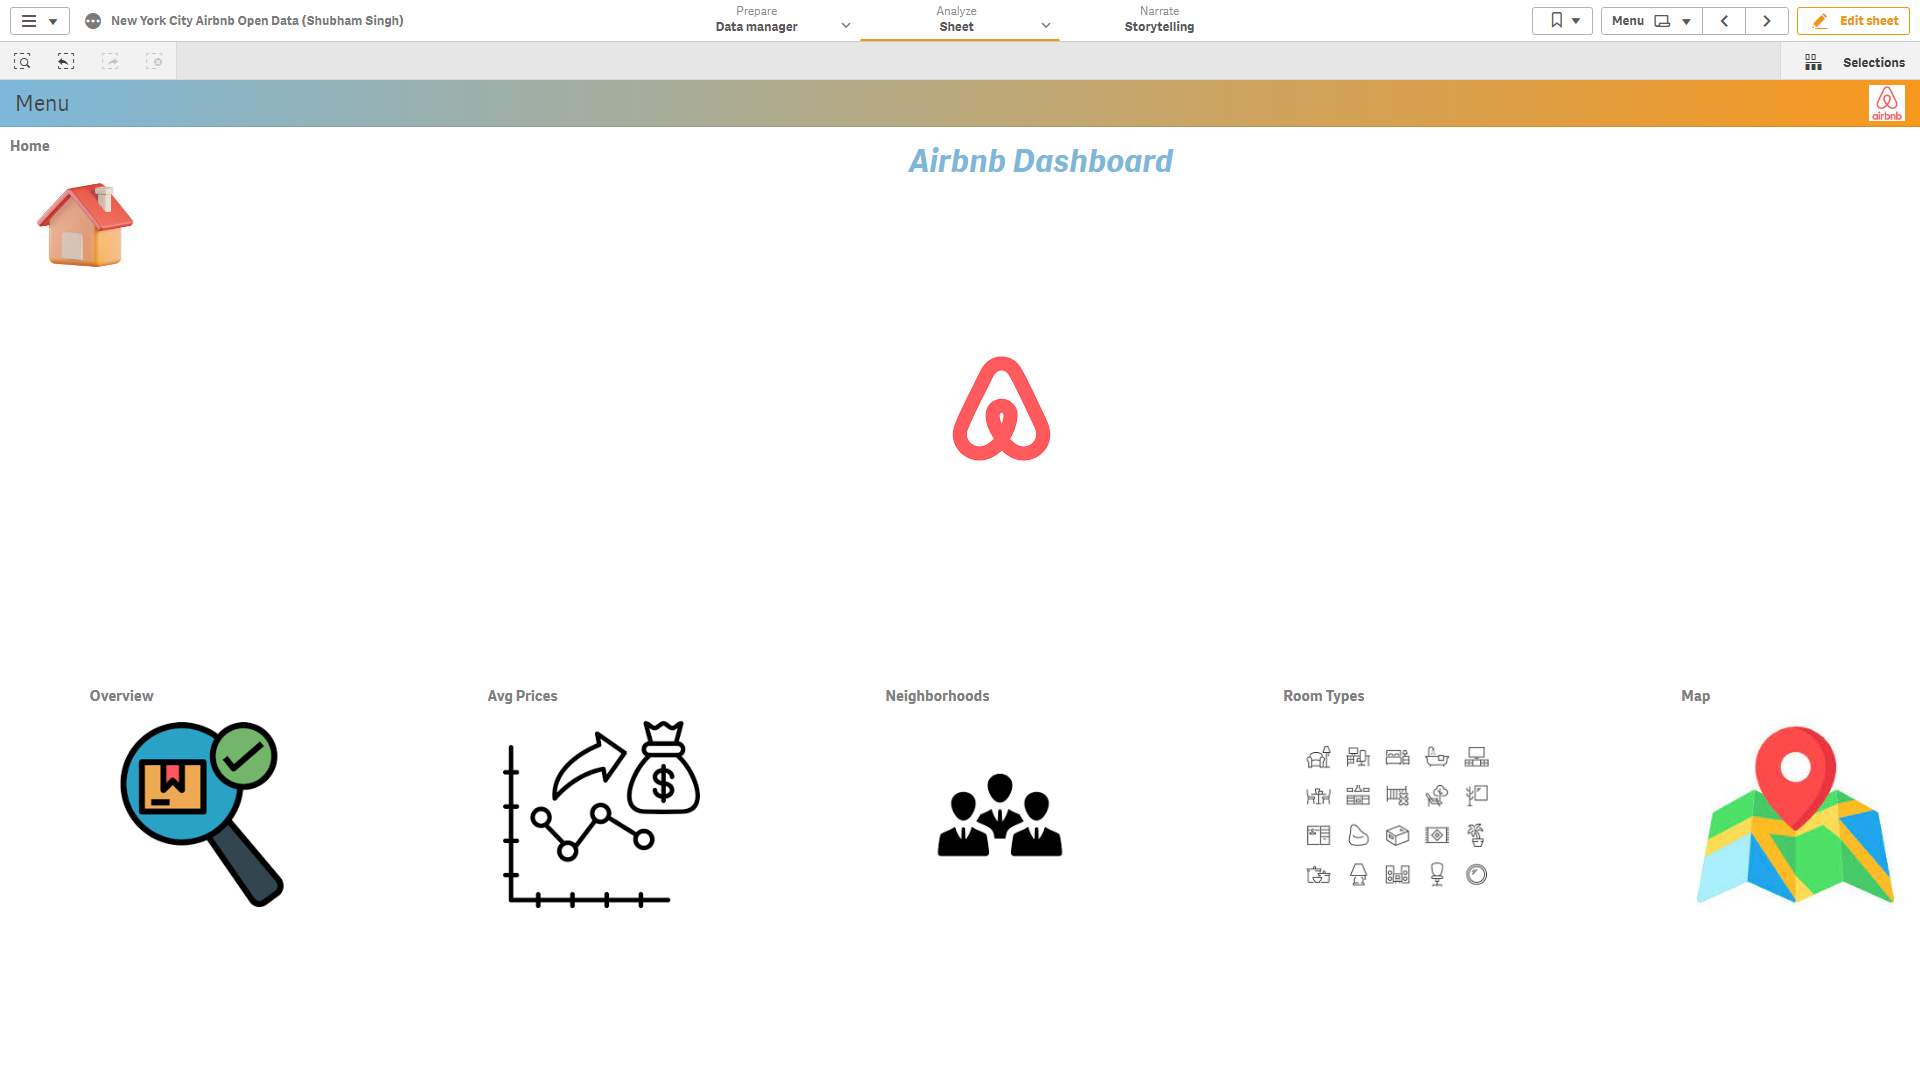 New York City Airbnb Open Data (Shubham Singh)
Prepare
Data manager
Analyze
Sheet
Narrate
Storytelling
Menu
Edit sheet
Selections
Menu
airbnb
Home
Airbnb Dashboard
Overview
Avg Prices
Neighborhoods
Room Types
Map
$